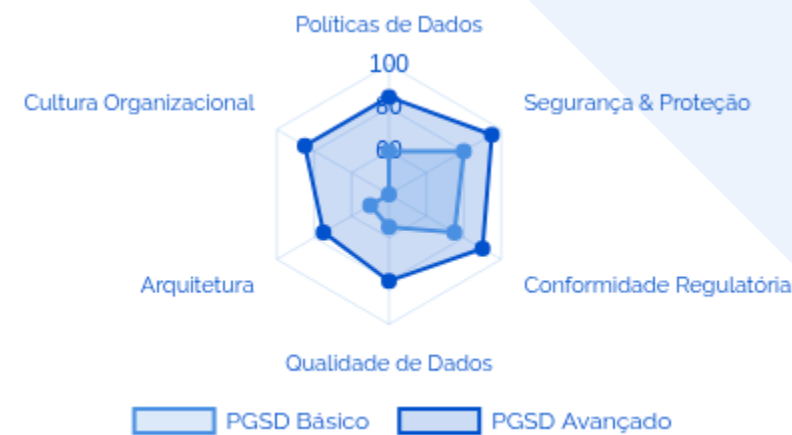 Políticas de Dados
100
Cultura Organizacional
80
Segurança & Proteção
60
Arquitetura
Conformidade Regulatória
Qualidade de Dados
PGSD Básico
PGSD Avançado